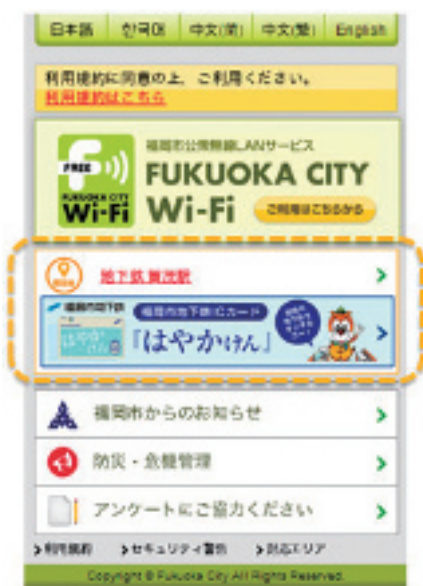 日本語 한국어 中文(简) 中文(繁) English
利用規約に同意の上、ご利用ください。
利用規約はこちら
福岡市公衆無線LANサービス
FREE
FUKUOKA CITY
Wi-Fi
FUKUOKA CITY
Wi-Fi
ご利用はこちらから
地下鉄 賀茂駅
福岡市地下鉄
福岡市地下鉄ICカード
はやかけん
『はやかけん』
福岡市からのお知らせ
防災・危機管理
アンケートにご協力ください
利用規約 セキュリティ警告 対応エリア
Copyright © Fukuoka City All Rights Reserved.